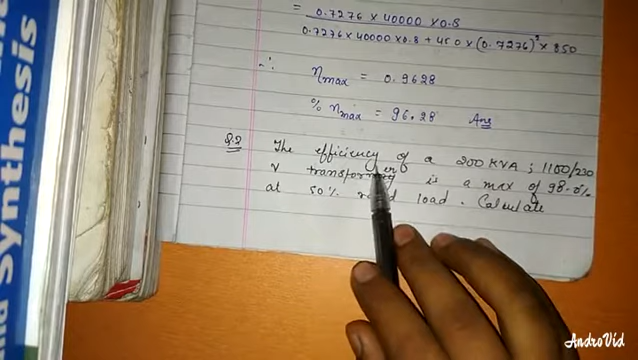 = 0.7276 x 40000 x 0.8
0.7276 x 40000 x 0.8 + 450 x (0.7276)² x 850
∴ ηmax = 0.9628
% ηmax = 96.28 Ans
Q.2 The efficiency of a 200 KVA ; 1100/230
V transformer is a max of 98. %
at 50% load . Calculate
Synthesis
AndroVid